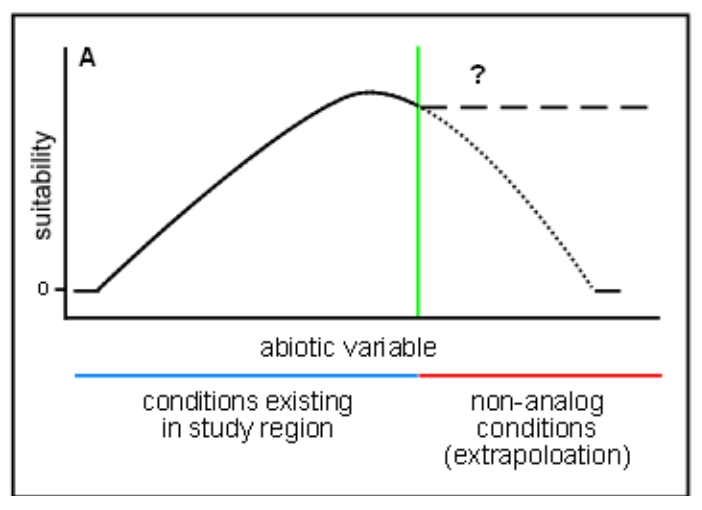 A
?
suitability
0
abiotic variable
conditions existing
in study region
non-analog
conditions
(extrapoloation)